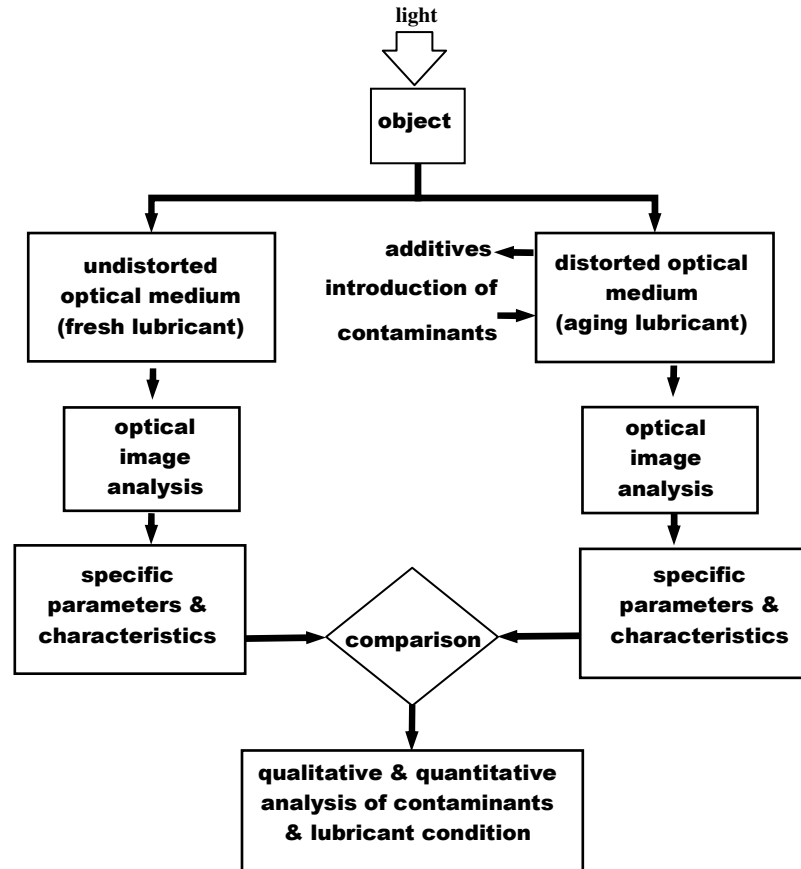 light
object
undistorted
optical medium
(fresh lubricant)
additives
introduction of
contaminants
distorted optical
medium
(aging lubricant)
optical
image
analysis
optical
image
analysis
specific
parameters &
characteristics
comparison
specific
parameters &
characteristics
qualitative & quantitative
analysis of contaminants
& lubricant condition